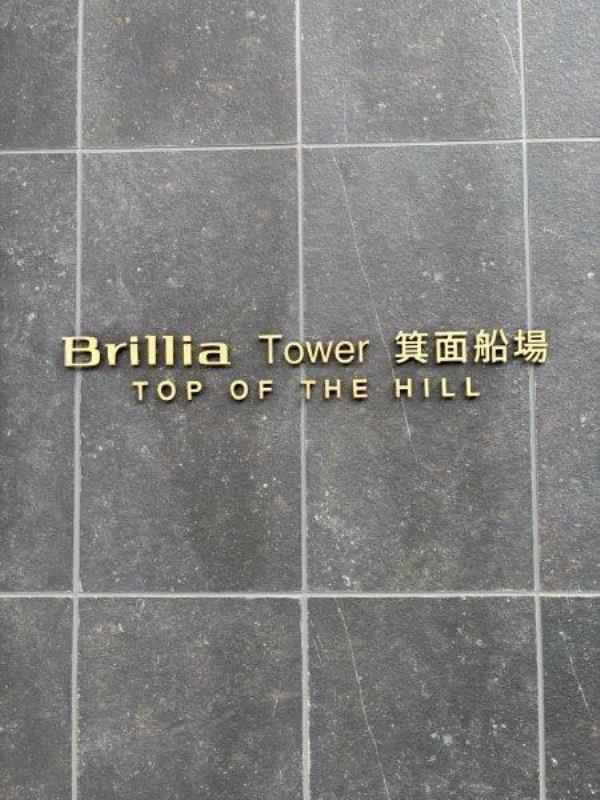 Brillia Tower 箕面船場
TOP OF THE HILL